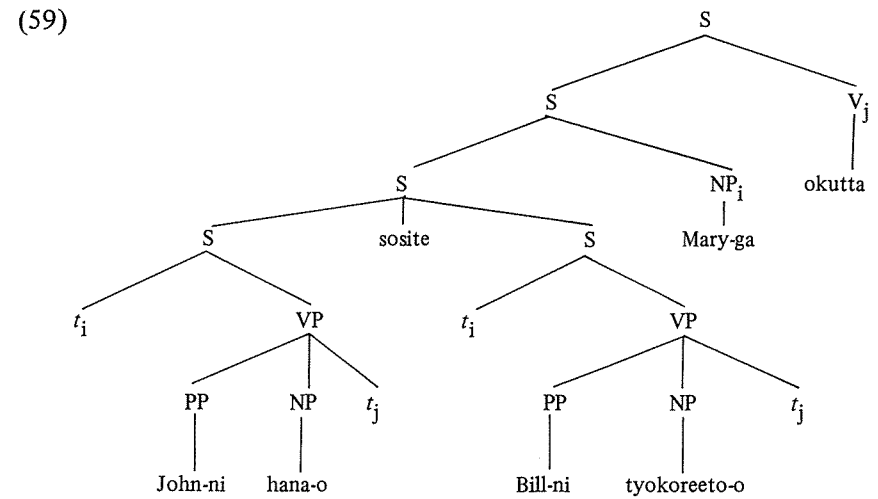 (59)
S
S V_j
S NP_i okutta
S sosite S Mary-ga
t_i VP t_i VP
PP NP t_j PP NP t_j
John-ni hana-o Bill-ni tyokoreeto-o